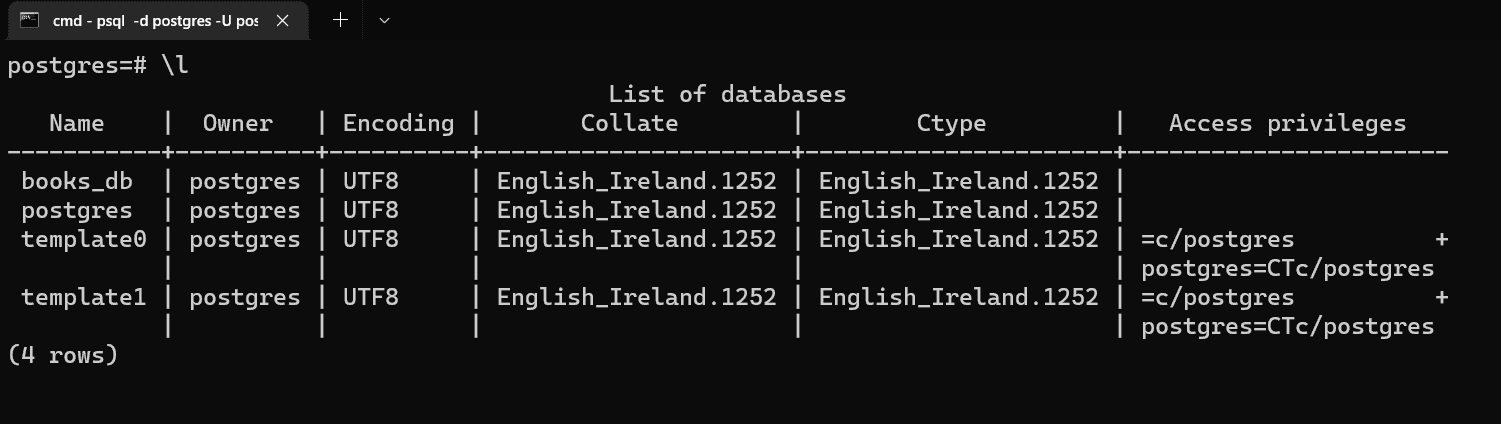 cmd - psql  -d postgres -U pos
postgres=# \l
                                           List of databases
   Name    |  Owner   | Encoding |       Collate        |        Ctype         |   Access privileges
-----------+----------+----------+----------------------+----------------------+-----------------------
 books_db  | postgres | UTF8     | English_Ireland.1252 | English_Ireland.1252 |
 postgres  | postgres | UTF8     | English_Ireland.1252 | English_Ireland.1252 |
 template0 | postgres | UTF8     | English_Ireland.1252 | English_Ireland.1252 | =c/postgres          +
           |          |          |                      |                      | postgres=CTc/postgres
 template1 | postgres | UTF8     | English_Ireland.1252 | English_Ireland.1252 | =c/postgres          +
           |          |          |                      |                      | postgres=CTc/postgres
(4 rows)